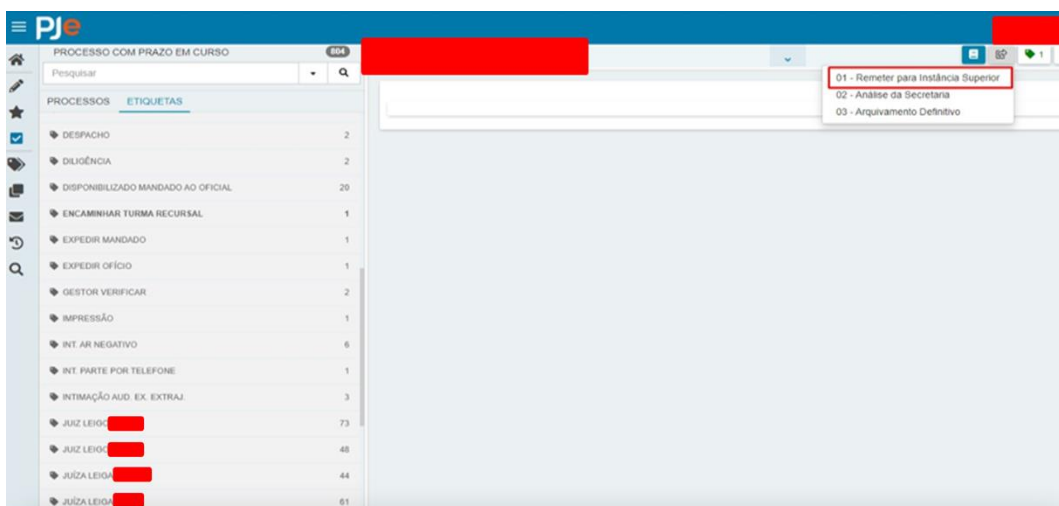 PJe
PROCESSO COM PRAZO EM CURSO 804
Pesquisar
PROCESSOS ETIQUETAS
DESPACHO 2
DILIGÊNCIA 2
DISPONIBILIZADO MANDADO AO OFICIAL 20
ENCAMINHAR TURMA RECURSAL 1
EXPEDIR MANDADO 1
EXPEDIR OFÍCIO 1
GESTOR VERIFICAR 2
IMPRESSÃO 1
INT. AR NEGATIVO 6
INT. PARTE POR TELEFONE 1
INTIMAÇÃO AUD. EX. EXTRAJ. 3
JUIZ LEIGO 73
JUIZ LEIGO 48
JUÍZA LEIGA 44
JUÍZA LEIGA 61
1
01 - Remeter para Instância Superior
02 - Análise da Secretaria
03 - Arquivamento Definitivo